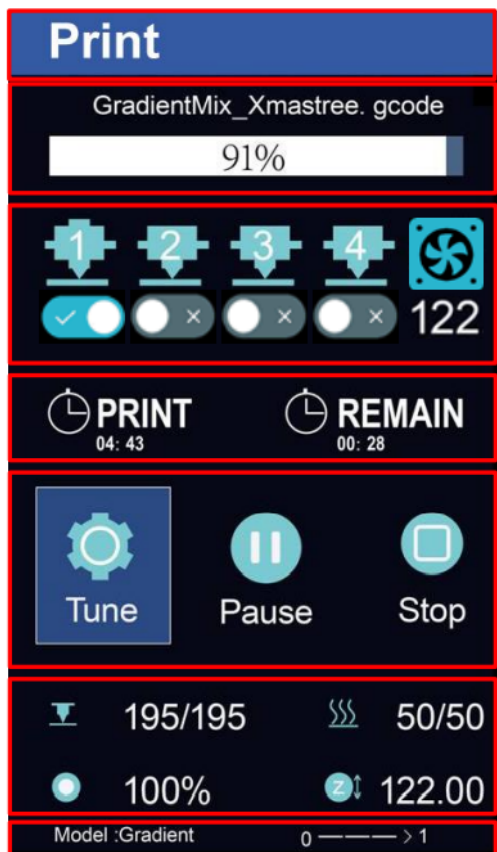 Print
GradientMix_Xmastree. gcode
91%
1 2 3 4
122
PRINT REMAIN
04: 43 00: 28
Tune Pause Stop
195/195 50/50
100% Z 122.00
Model :Gradient 0 ———> 1